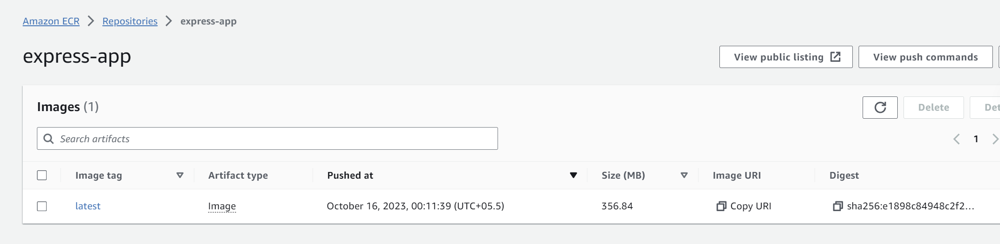 Amazon ECR > Repositories > express-app
express-app
View public listing
View push commands
Images (1)
Delete
Search artifacts
1
Image tag Artifact type Pushed at Size (MB) Image URI Digest
latest Image October 16, 2023, 00:11:39 (UTC+05.5) 356.84 Copy URI sha256:e1898c84948c2f2...